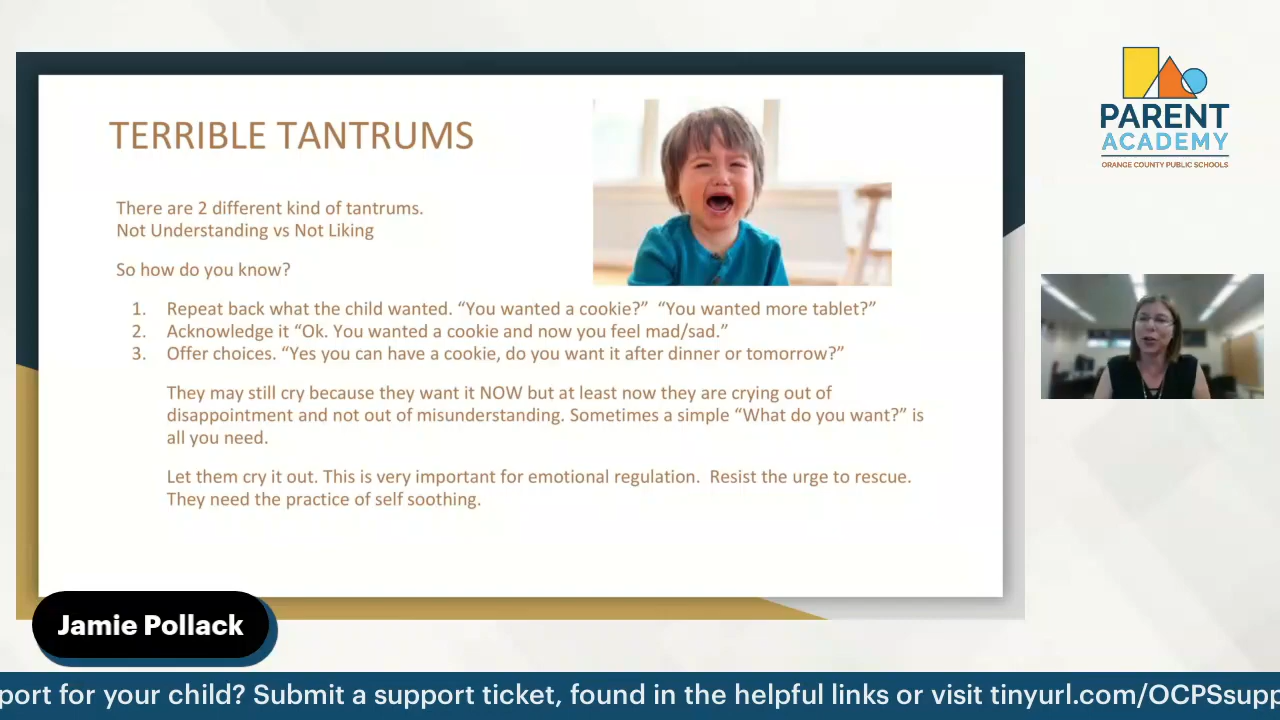 TERRIBLE TANTRUMS
There are 2 different kind of tantrums.
Not Understanding vs Not Liking
So how do you know?
1. Repeat back what the child wanted. “You wanted a cookie?” “You wanted more tablet?”
2. Acknowledge it “Ok. You wanted a cookie and now you feel mad/sad.”
3. Offer choices. “Yes you can have a cookie, do you want it after dinner or tomorrow?”
They may still cry because they want it NOW but at least now they are crying out of
disappointment and not out of misunderstanding. Sometimes a simple “What do you want?” is
all you need.
Let them cry it out. This is very important for emotional regulation. Resist the urge to rescue.
They need the practice of self soothing.
PARENT
ACADEMY
ORANGE COUNTY PUBLIC SCHOOLS
Jamie Pollack
port for your child? Submit a support ticket, found in the helpful links or visit tinyurl.com/OCPSsupp